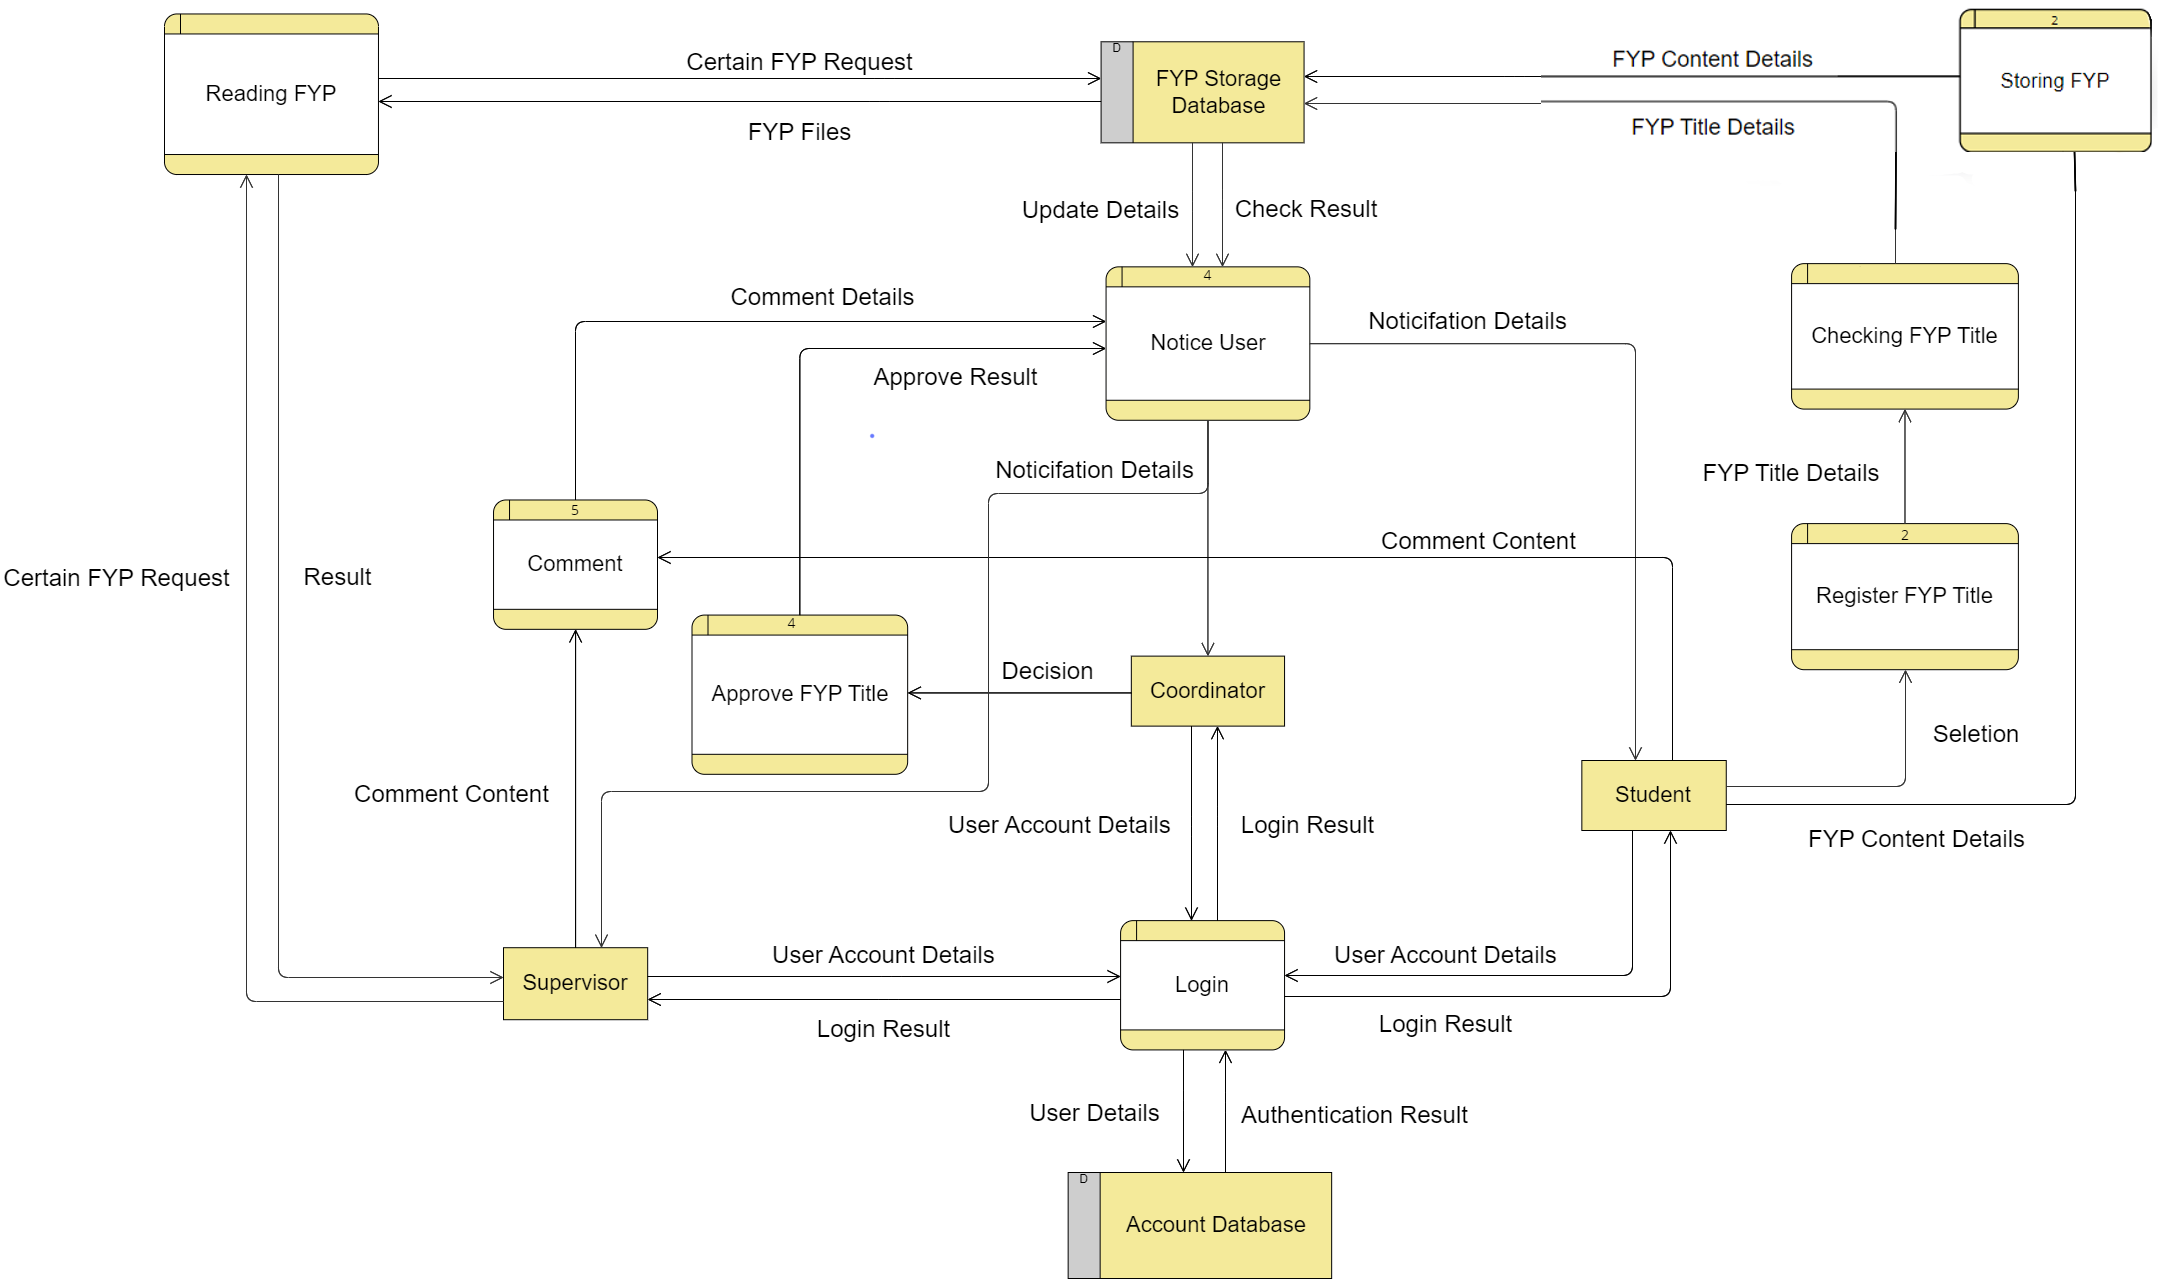 2
D
Certain FYP Request
FYP Content Details
Reading FYP
FYP Storage
Database
Storing FYP
FYP Files
FYP Title Details
Update Details
Check Result
4
Comment Details
Noticifation Details
Notice User
Checking FYP Title
Approve Result
Noticifation Details
FYP Title Details
5
2
Comment Content
Comment
Certain FYP Request
Result
Register FYP Title
4
Decision
Approve FYP Title
Coordinator
Seletion
Comment Content
Student
User Account Details
Login Result
FYP Content Details
User Account Details
User Account Details
Supervisor
Login
Login Result
Login Result
User Details
Authentication Result
D
Account Database